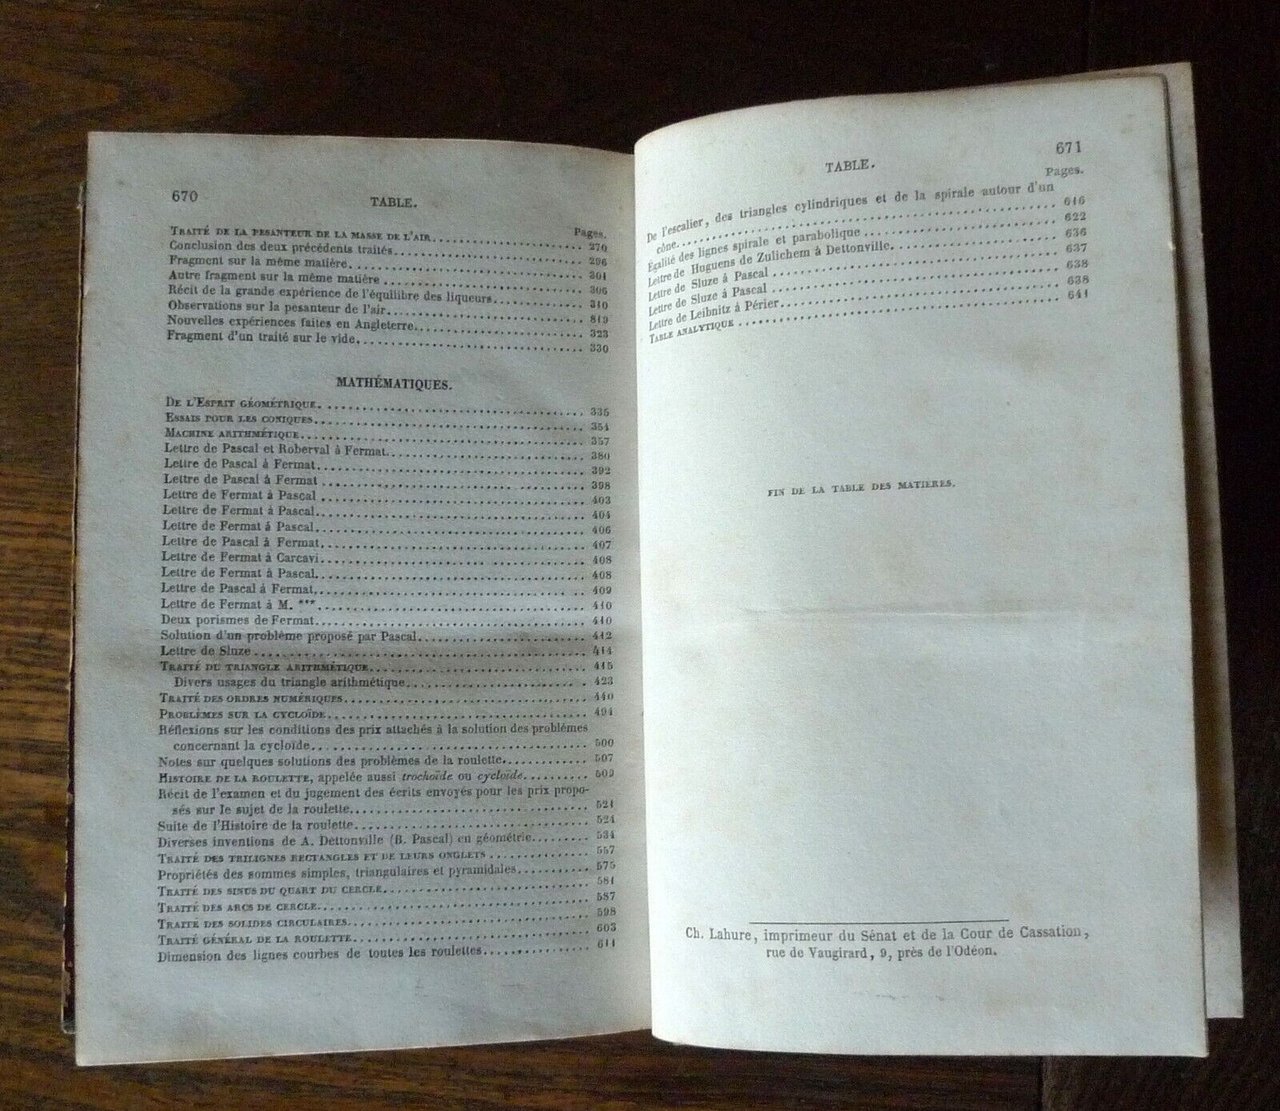 670
TABLE.
Pages.
TRAITÉ DE LA PESANTEUR DE LA MASSE DE L'AIR........................ 270
Conclusion des deux précédents traités........................ 296
Fragment sur la même matière........................ 301
Autre fragment sur la même matière........................ 306
Récit de la grande expérience de l'équilibre des liqueurs........................ 310
Observations sur la pesanteur de l'air........................ 319
Nouvelles expériences faites en Angleterre........................ 323
Fragment d'un traité sur le vide........................ 330
MATHÉMATIQUES.
DE L'ESPRIT GÉOMÉTRIQUE........................ 335
ESSAIS POUR LES CONIQUES........................ 354
MACHINE ARITHMÉTIQUE........................ 357
Lettre de Pascal et Roberval à Fermat........................ 380
Lettre de Pascal à Fermat........................ 392
Lettre de Pascal à Fermat........................ 398
Lettre de Fermat à Pascal........................ 403
Lettre de Fermat à Pascal........................ 404
Lettre de Fermat à Pascal........................ 406
Lettre de Pascal à Fermat........................ 407
Lettre de Fermat à Carcavi........................ 408
Lettre de Fermat à Pascal........................ 408
Lettre de Pascal à Fermat........................ 409
Lettre de Fermat à M. ***........................ 410
Deux porismes de Fermat........................ 410
Solution d'un problème proposé par Pascal........................ 412
Lettre de Sluze........................ 414
TRAITÉ DU TRIANGLE ARITHMÉTIQUE........................ 415
Divers usages du triangle arithmétique........................ 423
TRAITÉ DES ORDRES NUMÉRIQUES........................ 440
PROBLÈMES SUR LA CYCLOÏDE........................ 494
Réflexions sur les conditions des prix attachés à la solution des problèmes
concernant la cycloïde........................ 500
Notes sur quelques solutions des problèmes de la roulette........................ 507
HISTOIRE DE LA ROULETTE, appelée aussi trochoïde ou cycloïde.......... 509
Récit de l'examen et du jugement des écrits envoyés pour les prix propo-
sés sur le sujet de la roulette........................ 521
Suite de l'Histoire de la roulette........................ 524
Diverses inventions de A. Dettonville (B. Pascal) en géométrie......... 534
TRAITÉ DES TRILIGNES RECTANGLES ET DE LEURS ONGLETS............... 557
Propriétés des sommes simples, triangulaires et pyramidales........... 575
TRAITÉ DES SINUS DU QUART DU CERCLE........................ 581
TRAITÉ DES ARCS DE CERCLE........................ 587
TRAITÉ DES SOLIDES CIRCULAIRES........................ 598
TRAITÉ GÉNÉRAL DE LA ROULETTE........................ 603
Dimension des lignes courbes de toutes les roulettes............... 611
671
TABLE.
Pages.
De l'escalier, des triangles cylindriques et de la spirale autour d'un
cône........................ 616
Égalité des lignes spirale et parabolique........................ 622
Lettre de Huguens de Zulichem à Dettonville........................ 636
Lettre de Sluze à Pascal........................ 637
Lettre de Sluze à Pascal........................ 638
Lettre de Leibnitz à Périer........................ 638
TABLE ANALYTIQUE........................ 641
FIN DE LA TABLE DES MATIÈRES.
Ch. Lahure, imprimeur du Sénat et de la Cour de Cassation,
rue de Vaugirard, 9, près de l'Odéon.